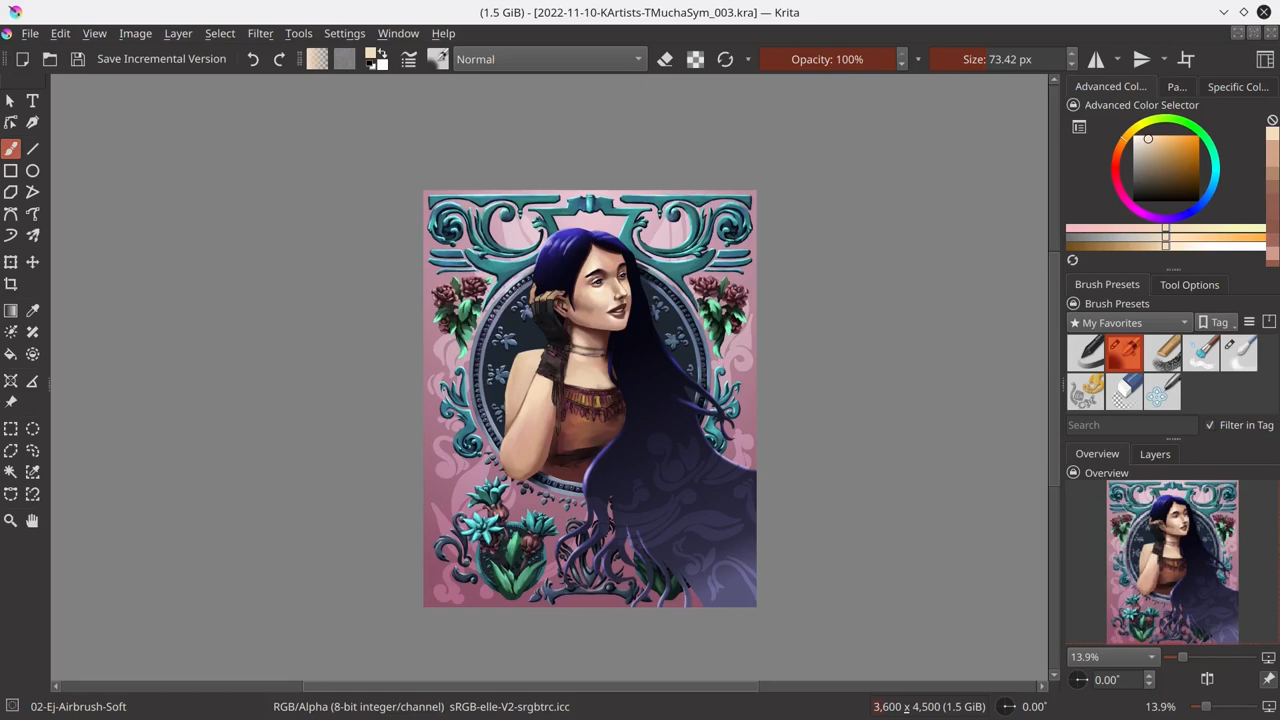 (1.5 GiB) - [2022-11-10-KArtists-TMuchaSym_003.kra] — Krita
File Edit View Image Layer Select Filter Tools Settings Window Help
Save Incremental Version Normal Opacity: 100% Size: 73.42 px
Advanced Col... Pa... Specific Col...
Advanced Color Selector
Brush Presets Tool Options
Brush Presets
★ My Favorites Tag
Search Filter in Tag
Overview Layers
Overview
13.9%
0.00°
02-Ej-Airbrush-Soft RGB/Alpha (8-bit integer/channel) sRGB-elle-V2-srgbtrc.icc 3,600 x 4,500 (1.5 GiB) 0.00° 13.9%